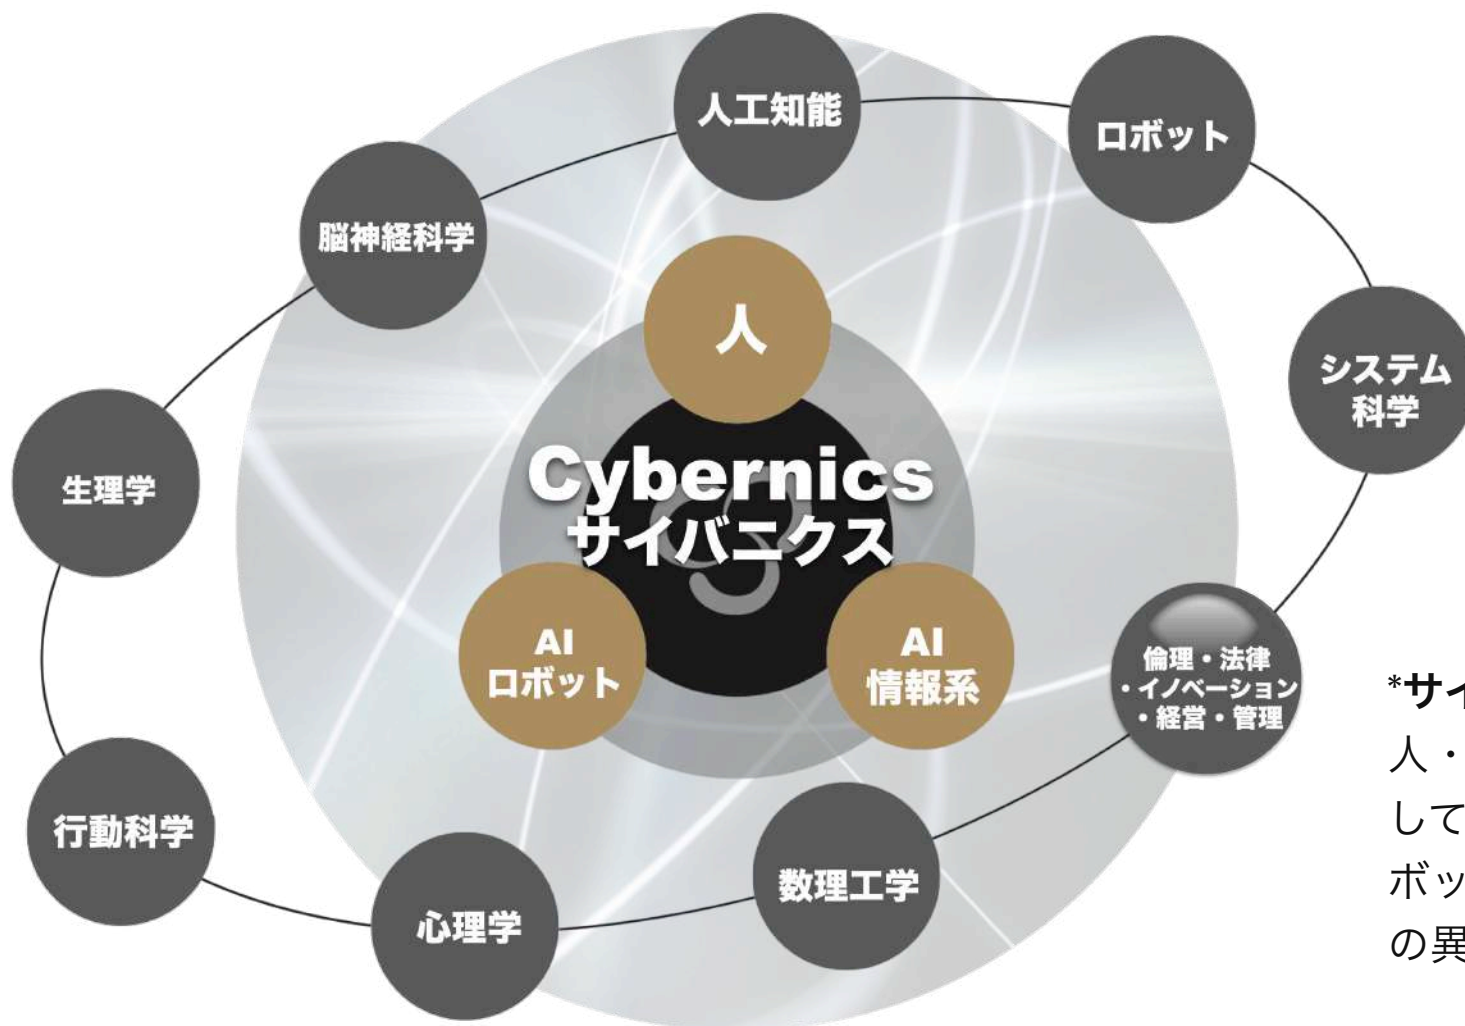 人工知能
ロボット
脳神経科学
人
システム
科学
Cybernics
サイバニクス
生理学
AI
ロボット
AI
情報系
倫理・法律
・イノベーション
・経営・管理
行動科学
心理学
数理工学
*サイ
人・
して
ボッ
の異